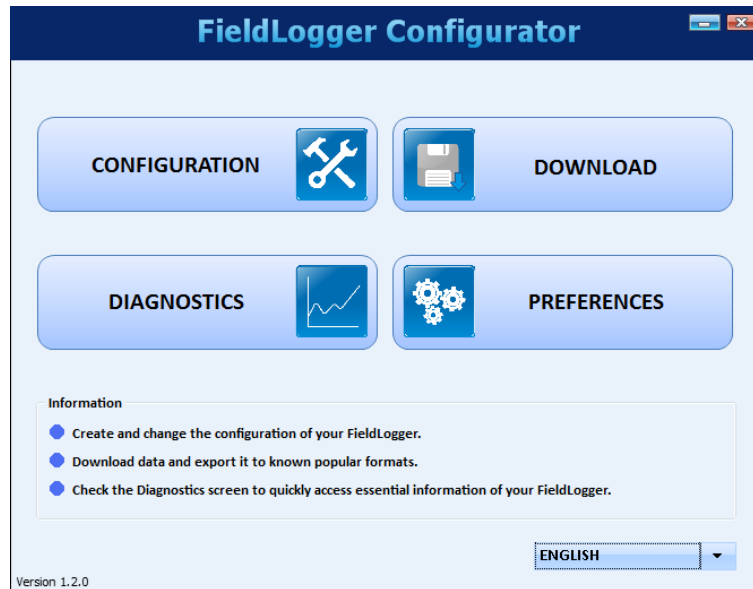 FieldLogger Configurator
CONFIGURATION
DOWNLOAD
DIAGNOSTICS
PREFERENCES
Information
Create and change the configuration of your FieldLogger.
Download data and export it to known popular formats.
Check the Diagnostics screen to quickly access essential information of your FieldLogger.
ENGLISH
Version 1.2.0